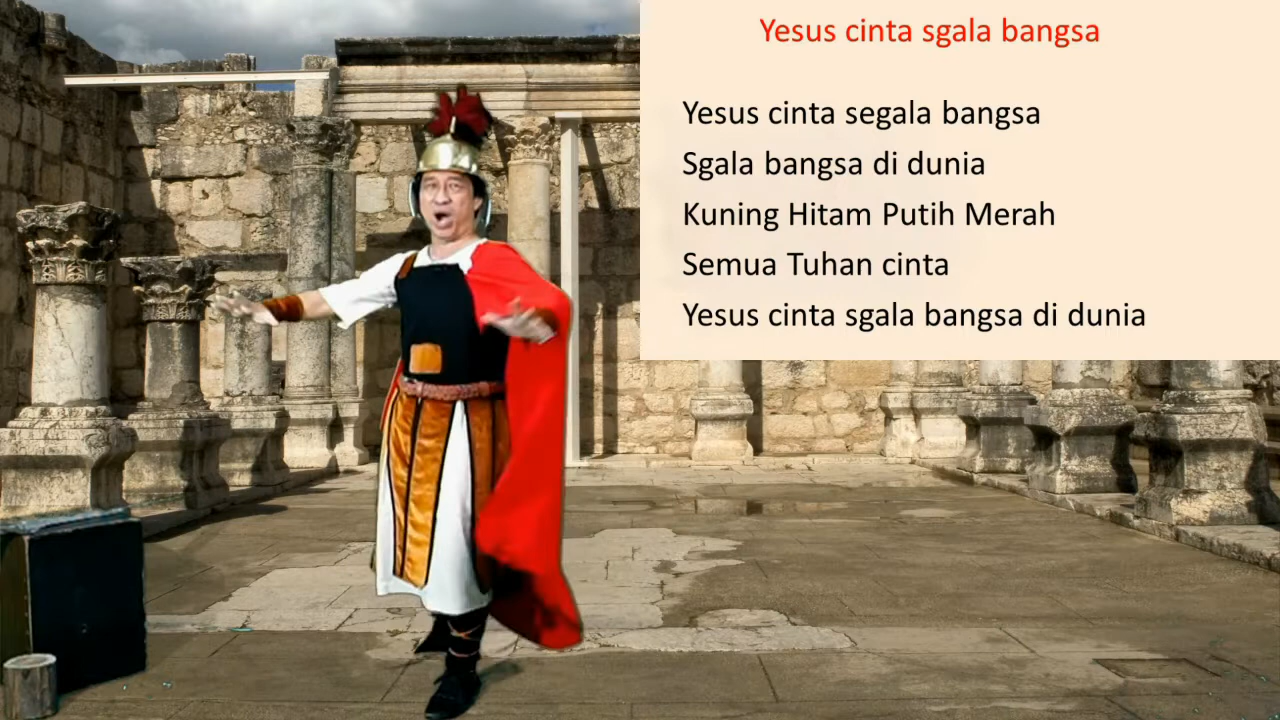 Yesus cinta sgala bangsa
Yesus cinta segala bangsa
Sgala bangsa di dunia
Kuning Hitam Putih Merah
Semua Tuhan cinta
Yesus cinta sgala bangsa di dunia